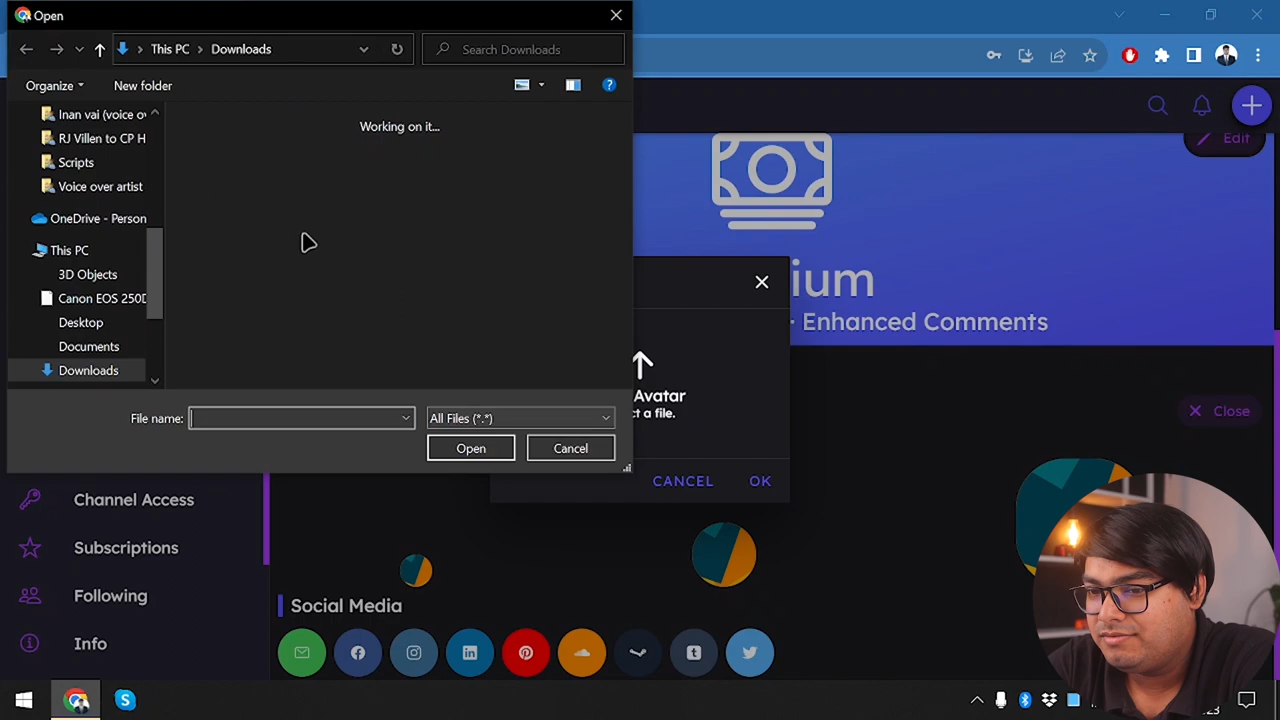 Open
This PC
Downloads
Search Downloads
Organize
New folder
Inan vai (voice ov
RJ Villen to CP H
Scripts
Voice over artist
OneDrive - Person
This PC
3D Objects
Canon EOS 250D
Desktop
Documents
Downloads
Working on it...
File name:
All Files (*.*)
Open
Cancel
Edit
ium
Enhanced Comments
Avatar
ct a file.
CANCEL
OK
Close
Channel Access
Subscriptions
Following
Info
Social Media
23